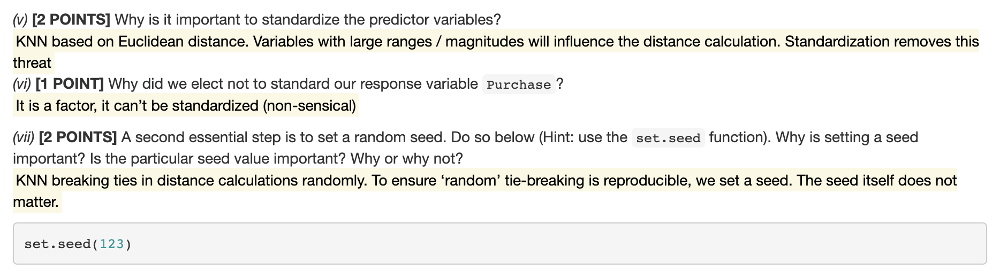 (v) [2 POINTS] Why is it important to standardize the predictor variables?
KNN based on Euclidean distance. Variables with large ranges / magnitudes will influence the distance calculation. Standardization removes this
threat
(vi) [1 POINT] Why did we elect not to standard our response variable Purchase ?
It is a factor, it can’t be standardized (non-sensical)
(vii) [2 POINTS] A second essential step is to set a random seed. Do so below (Hint: use the set.seed function). Why is setting a seed
important? Is the particular seed value important? Why or why not?
KNN breaking ties in distance calculations randomly. To ensure ‘random’ tie-breaking is reproducible, we set a seed. The seed itself does not
matter.
set.seed(123)